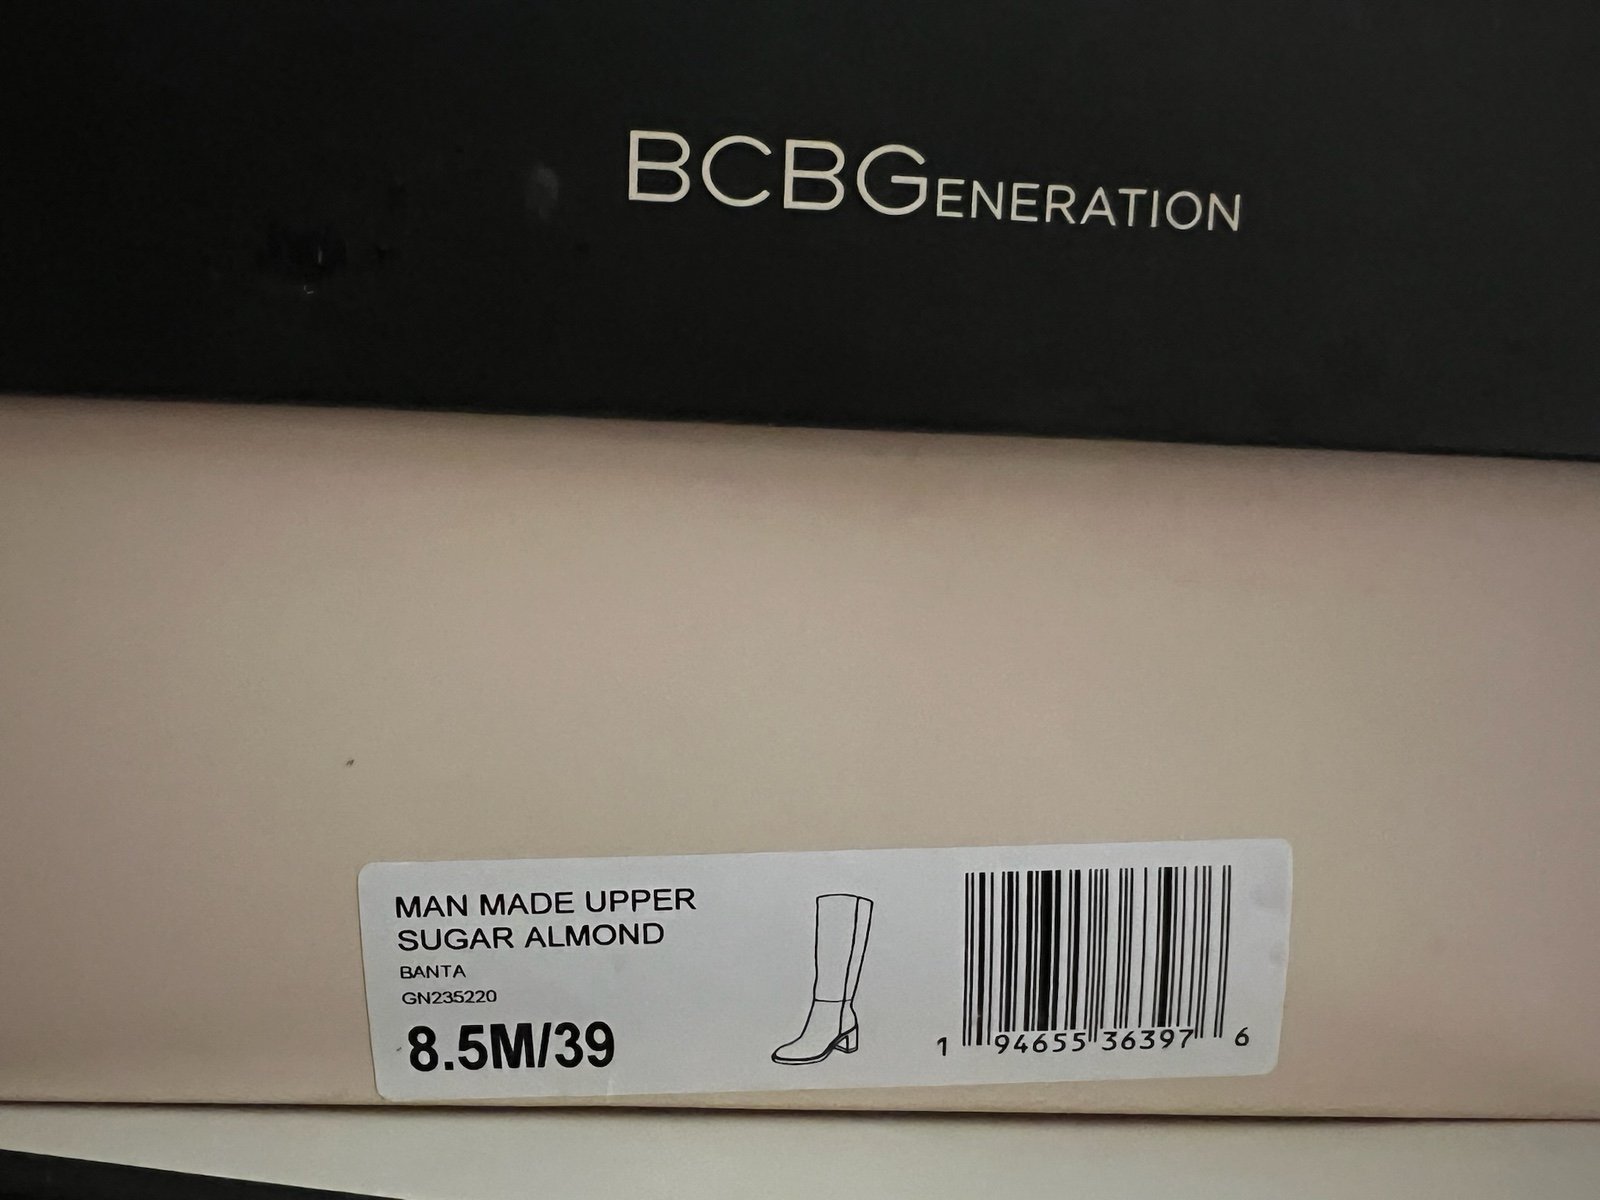 BCBGENERATION
MAN MADE UPPER
SUGAR ALMOND
BANTA
GN235220
8.5M/39
1 94655 36397 6